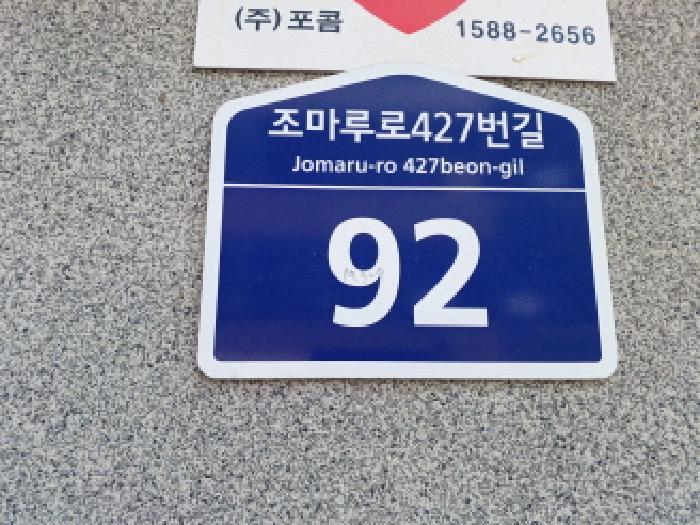 (주)포콤 1588-2656
조마루로427번길
Jomaru-ro 427beon-gil
92